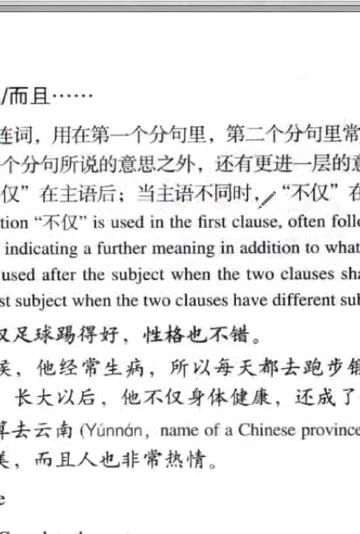 /而且……
连词，用在第一个分句里，第二个分句里常
个分句所说的意思之外，还有更进一层的意
仅”在主语后；当主语不同时，“不仅”在
tion “不仅” is used in the first clause, often follo
indicating a further meaning in addition to what
used after the subject when the two clauses sha
st subject when the two clauses have different sub
仅足球踢得好，性格也不错。
候，他经常生病，所以每天都去跑步锻
长大以后，他不仅身体健康，还成了
算去云南 (Yúnnán, name of a Chinese province
美，而且人也非常热情。
e